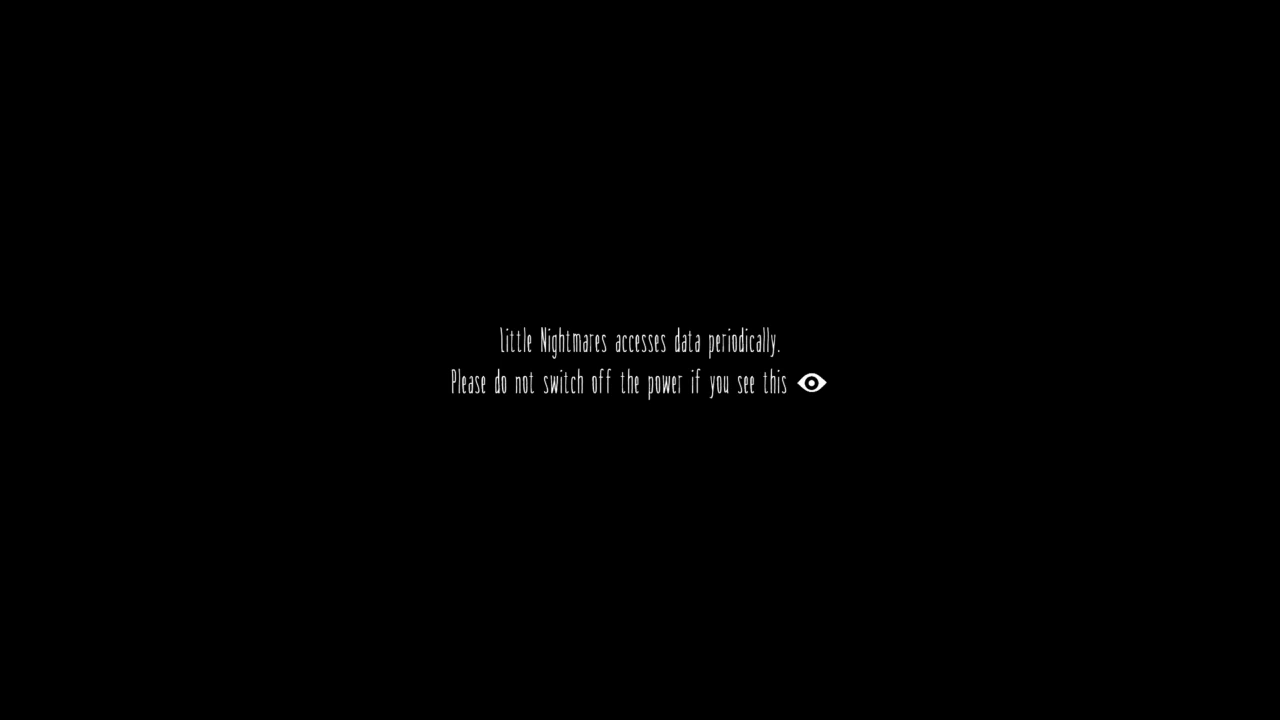 Little Nightmares accesses data periodically.
Please do not switch off the power if you see this